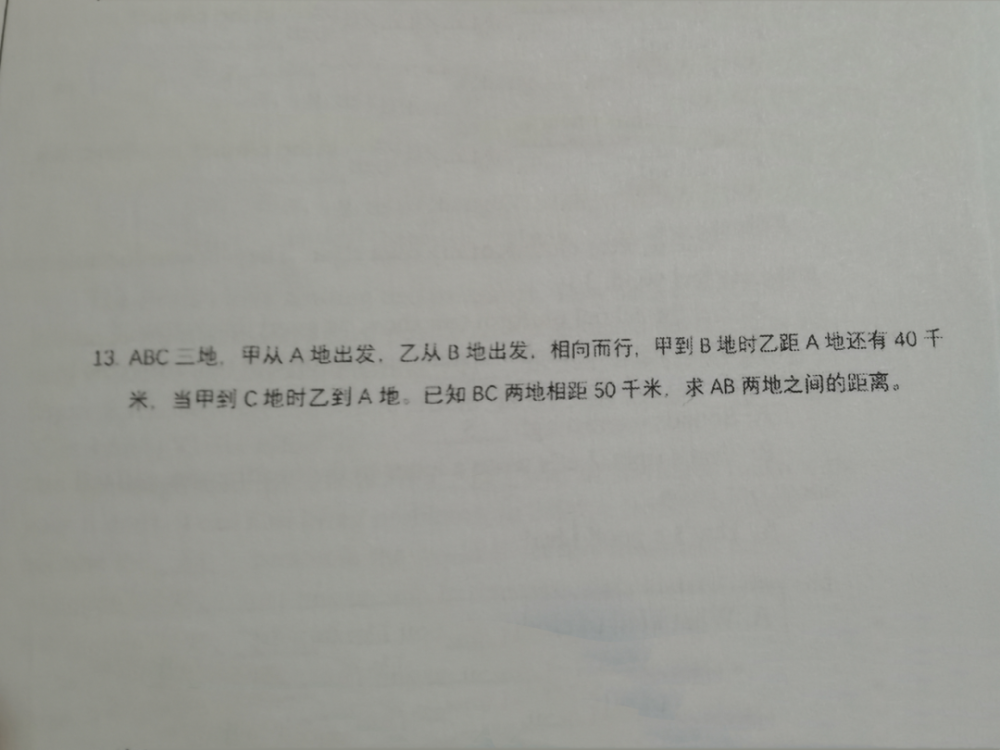 13. ABC 三地，甲从 A 地出发，乙从 B 地出发，相向而行，甲到 B 地时乙距 A 地还有 40 千
米，当甲到 C 地时乙到 A 地。已知 BC 两地相距 50 千米，求 AB 两地之间的距离。